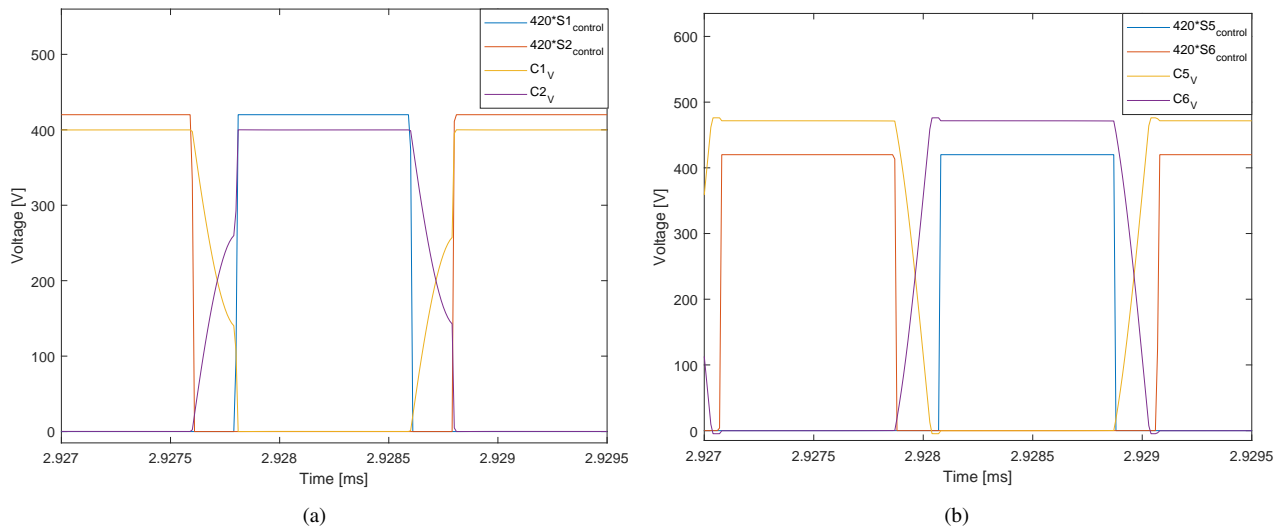 500
400
300
200
100
0
Voltage [V]
2.927
2.9275
2.928
2.9285
2.929
2.9295
Time [ms]
420*S1control
420*S2control
C1V
C2V
(a)
600
500
400
300
200
100
0
Voltage [V]
2.927
2.9275
2.928
2.9285
2.929
2.9295
Time [ms]
420*S5control
420*S6control
C5V
C6V
(b)